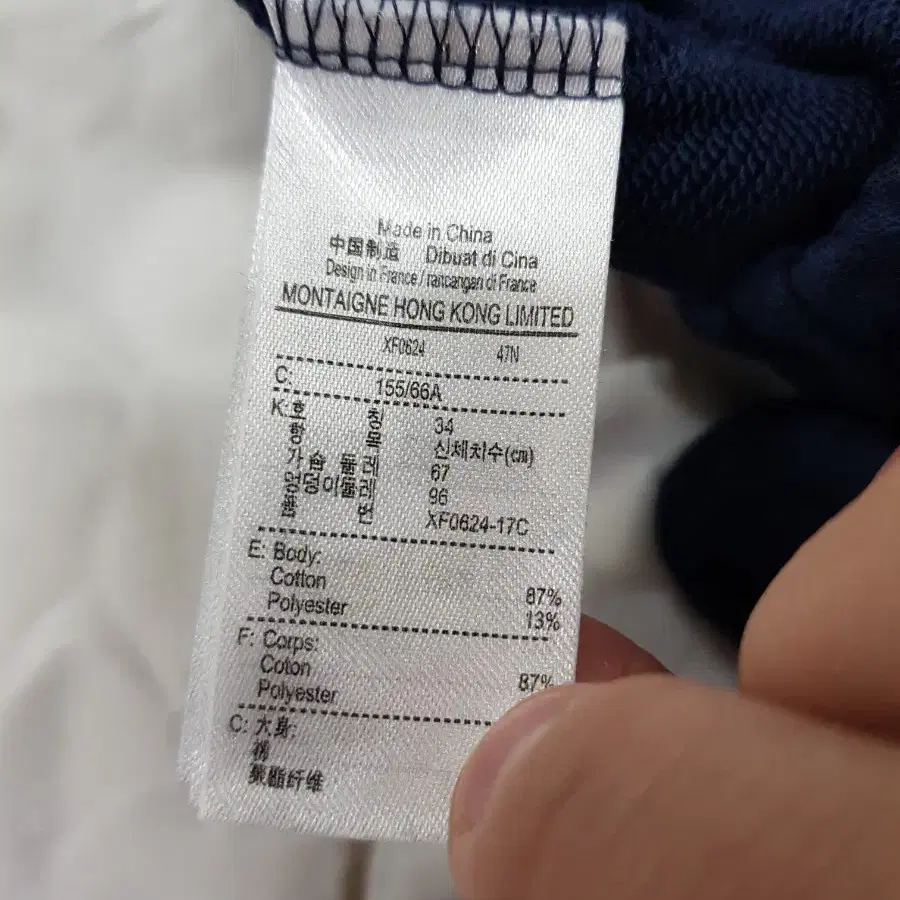 Made in China
中国制造 Dibuat di Cina
Design in France / rancangan di France
MONTAIGNE HONG KONG LIMITED
XF0624 47N
C: 155/66A
K: 호 칭 34
항 목 신체치수(cm)
가슴둘레 67
엉덩이둘레 96
품 번 XF0624-17C
E: Body:
Cotton 87%
Polyester 13%
F: Corps:
Coton 87%
Polyester
C: 大身:
棉
聚酯纤维